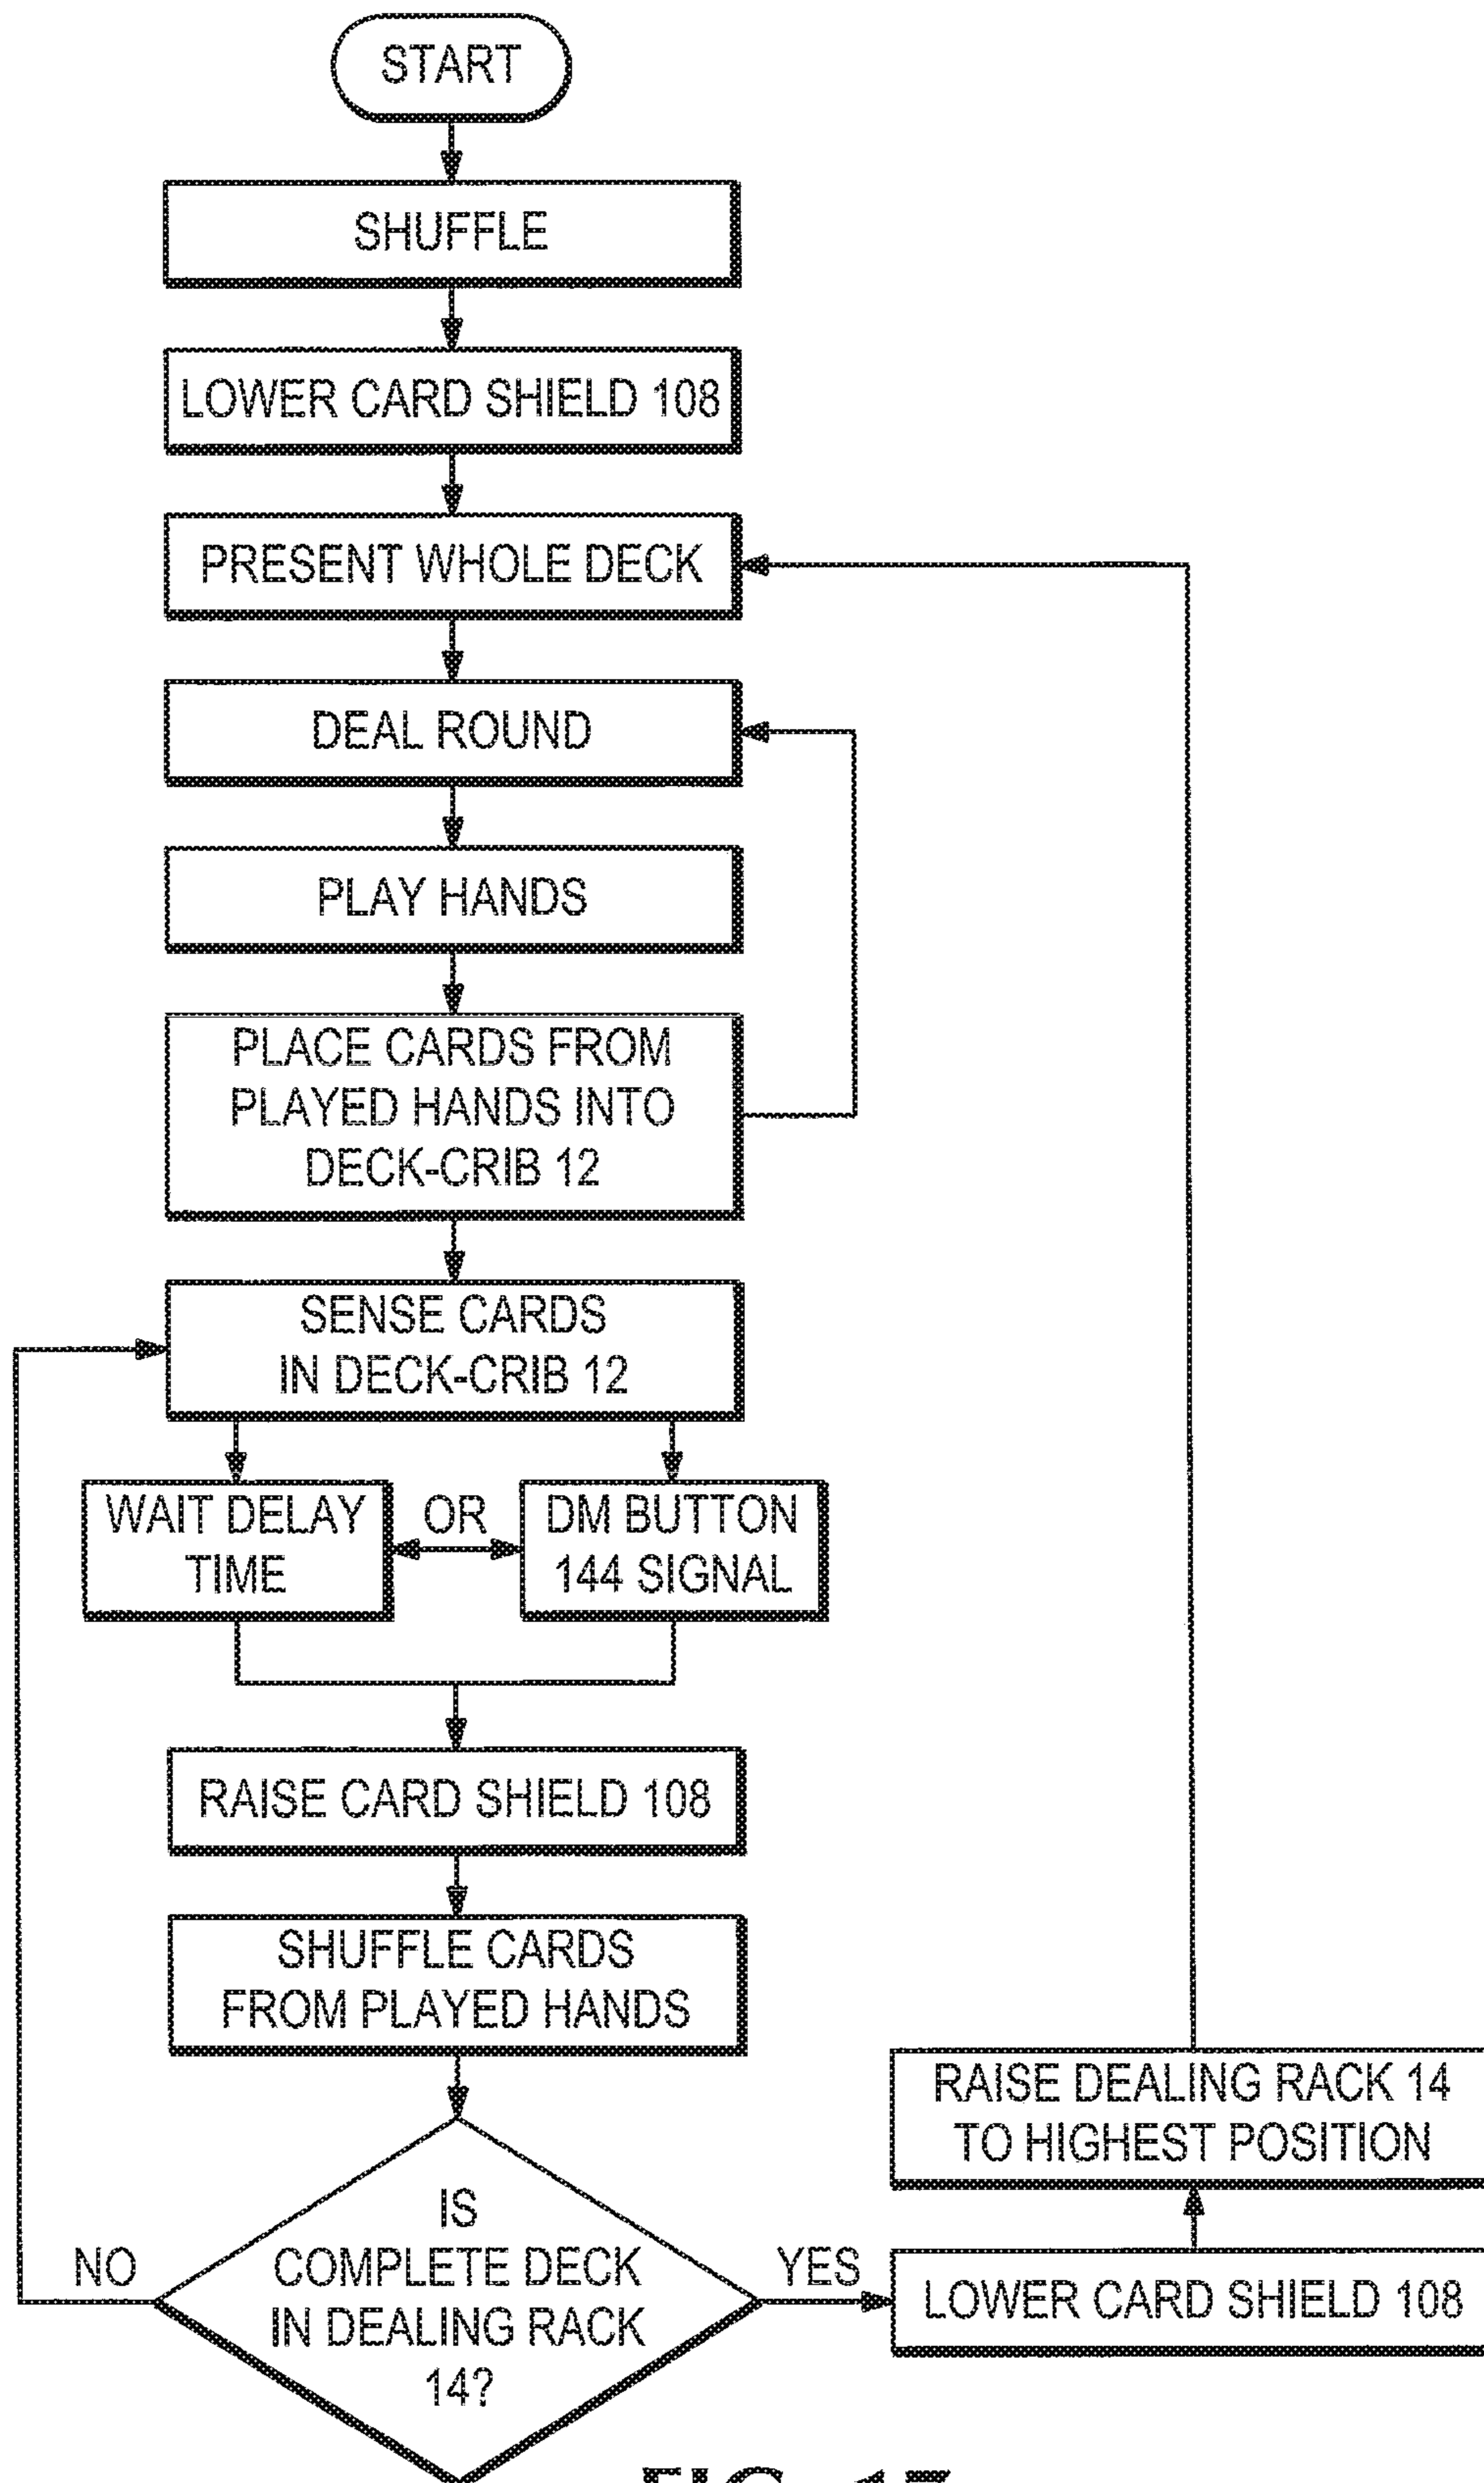 START
SHUFFLE
LOWER CARD SHIELD 108
PRESENT WHOLE DECK
DEAL ROUND
PLAY HANDS
PLACE CARDS FROM
PLAYED HANDS INTO
DECK-CRIB 12
SENSE CARDS
IN DECK-CRIB 12
WAIT DELAY
TIME
OR
DM BUTTON
144 SIGNAL
RAISE CARD SHIELD 108
SHUFFLE CARDS
FROM PLAYED HANDS
IS
COMPLETE DECK
IN DEALING RACK
14?
NO
YES
LOWER CARD SHIELD 108
RAISE DEALING RACK 14
TO HIGHEST POSITION